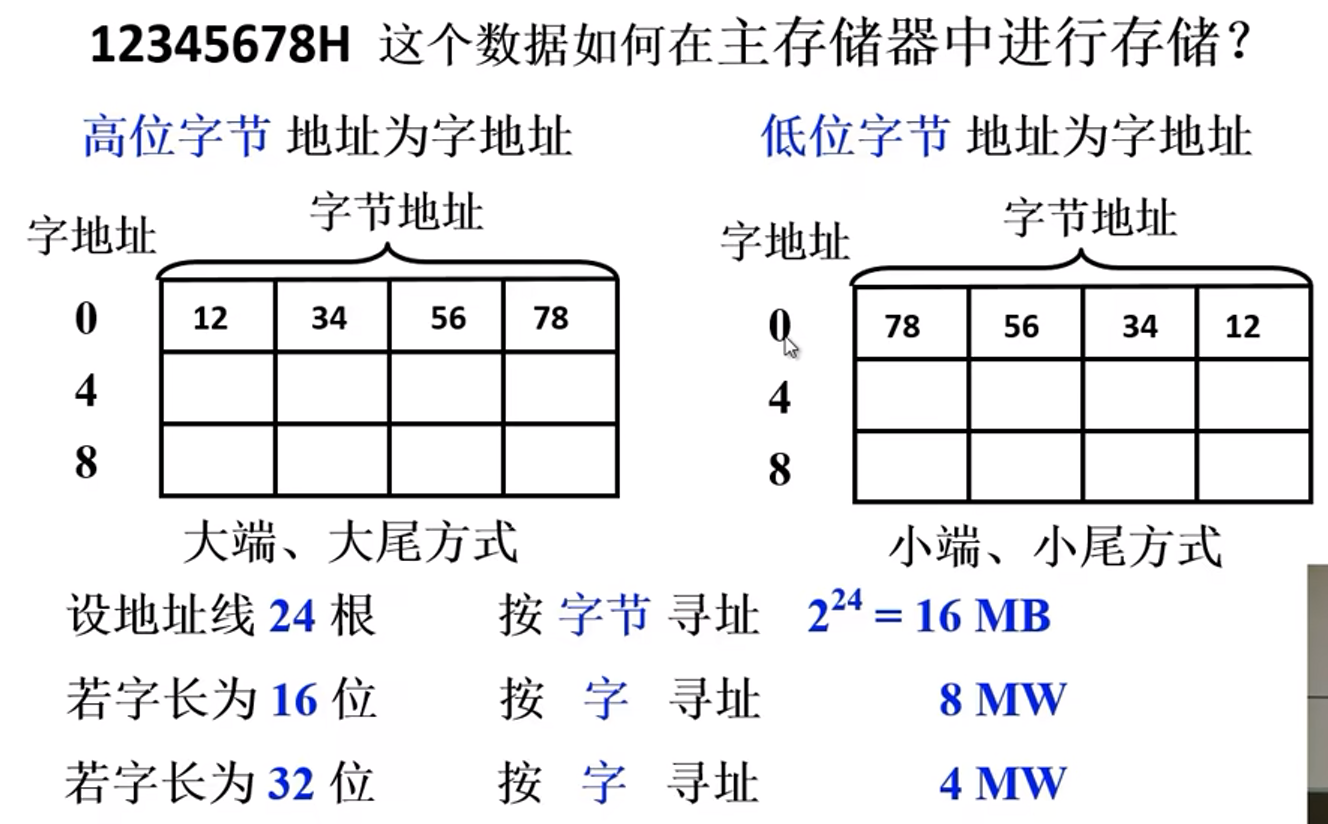 12345678H 这个数据如何在主存储器中进行存储？
高位字节 地址为字地址
低位字节 地址为字地址
字地址
字节地址
0 12 34 56 78
4
8
大端、大尾方式
字地址
字节地址
0 78 56 34 12
4
8
小端、小尾方式
设地址线 24 根 按 字节 寻址 2^24 = 16 MB
若字长为 16 位 按 字 寻址 8 MW
若字长为 32 位 按 字 寻址 4 MW